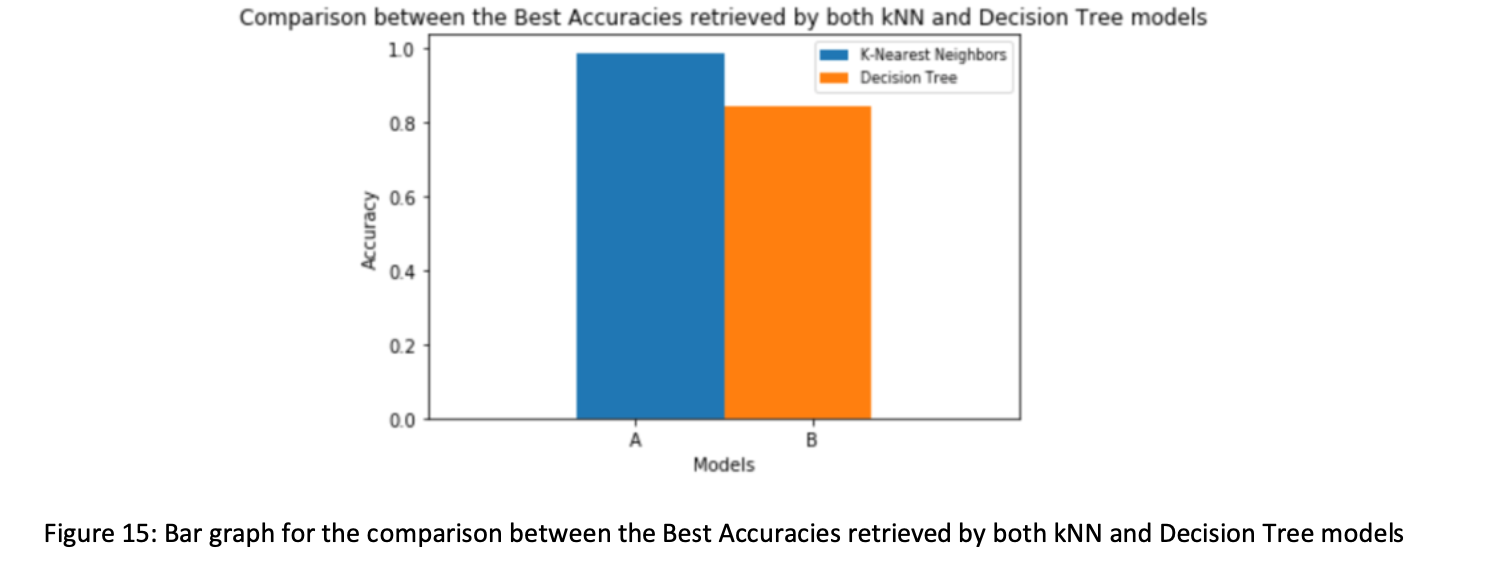 Comparison between the Best Accuracies retrieved by both kNN and Decision Tree models
K-Nearest Neighbors
Decision Tree
1.0
0.8
0.6
0.4
0.2
0.0
Accuracy
A
B
Models
Figure 15: Bar graph for the comparison between the Best Accuracies retrieved by both kNN and Decision Tree models